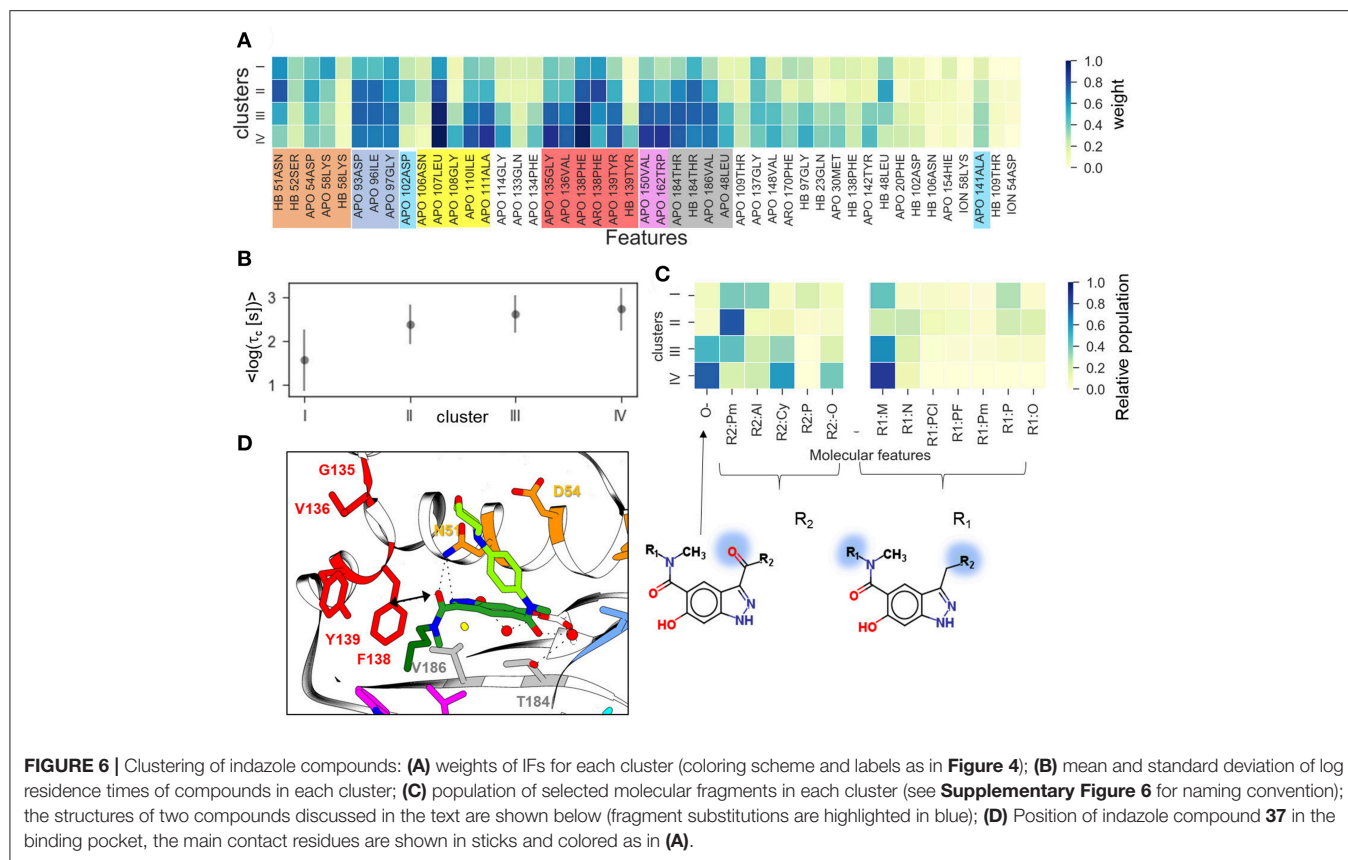 A
clusters
I
II
III
IV
1.0
0.8
0.6
0.4
0.2
0.0
weight
HB 51ASN
HB 52SER
APO 54ASP
APO 58LYS
HB 58LYS
APO 93ASP
APO 96ILE
APO 97GLY
APO 102ASP
APO 106ASN
APO 107LEU
APO 108GLY
APO 110ILE
APO 111ALA
APO 114GLY
APO 133GLN
APO 134PHE
APO 135GLY
APO 136VAL
APO 138PHE
ARO 138PHE
APO 139TYR
HB 139TYR
APO 150VAL
APO 162TRP
APO 184THR
HB 184THR
APO 186VAL
APO 48LEU
APO 109THR
APO 137GLY
APO 148VAL
ARO 170PHE
HB 97GLY
HB 23GLN
APO 30MET
APO 142TYR
HB 138PHE
HB 48LEU
APO 20PHE
HB 102ASP
HB 106ASN
APO 154HIE
ION 58LYS
APO 141ALA
HB 109THR
ION 54ASP
Features
B
<log(τc [s])>
3
2
1
I
II
III
IV
cluster
C
clusters
I
II
III
IV
1.0
0.8
0.6
0.4
0.2
0.0
Relative population
O-
R2:Pm
R2:Al
R2:Cy
R2:P
R2:-O
-
R1:M
R1:N
R1:PCl
R1:PF
R1:Pm
R1:P
R1:O
Molecular features
R2
R1
R1 N CH3 O R2 O HO N NH
R1 N CH3 R2 O HO N NH
D
G135
V136
D54
N51
Y139
F138
V186
T184
FIGURE 6 | Clustering of indazole compounds: (A) weights of IFs for each cluster (coloring scheme and labels as in Figure 4); (B) mean and standard deviation of log
residence times of compounds in each cluster; (C) population of selected molecular fragments in each cluster (see Supplementary Figure 6 for naming convention);
the structures of two compounds discussed in the text are shown below (fragment substitutions are highlighted in blue); (D) Position of indazole compound 37 in the
binding pocket, the main contact residues are shown in sticks and colored as in (A).